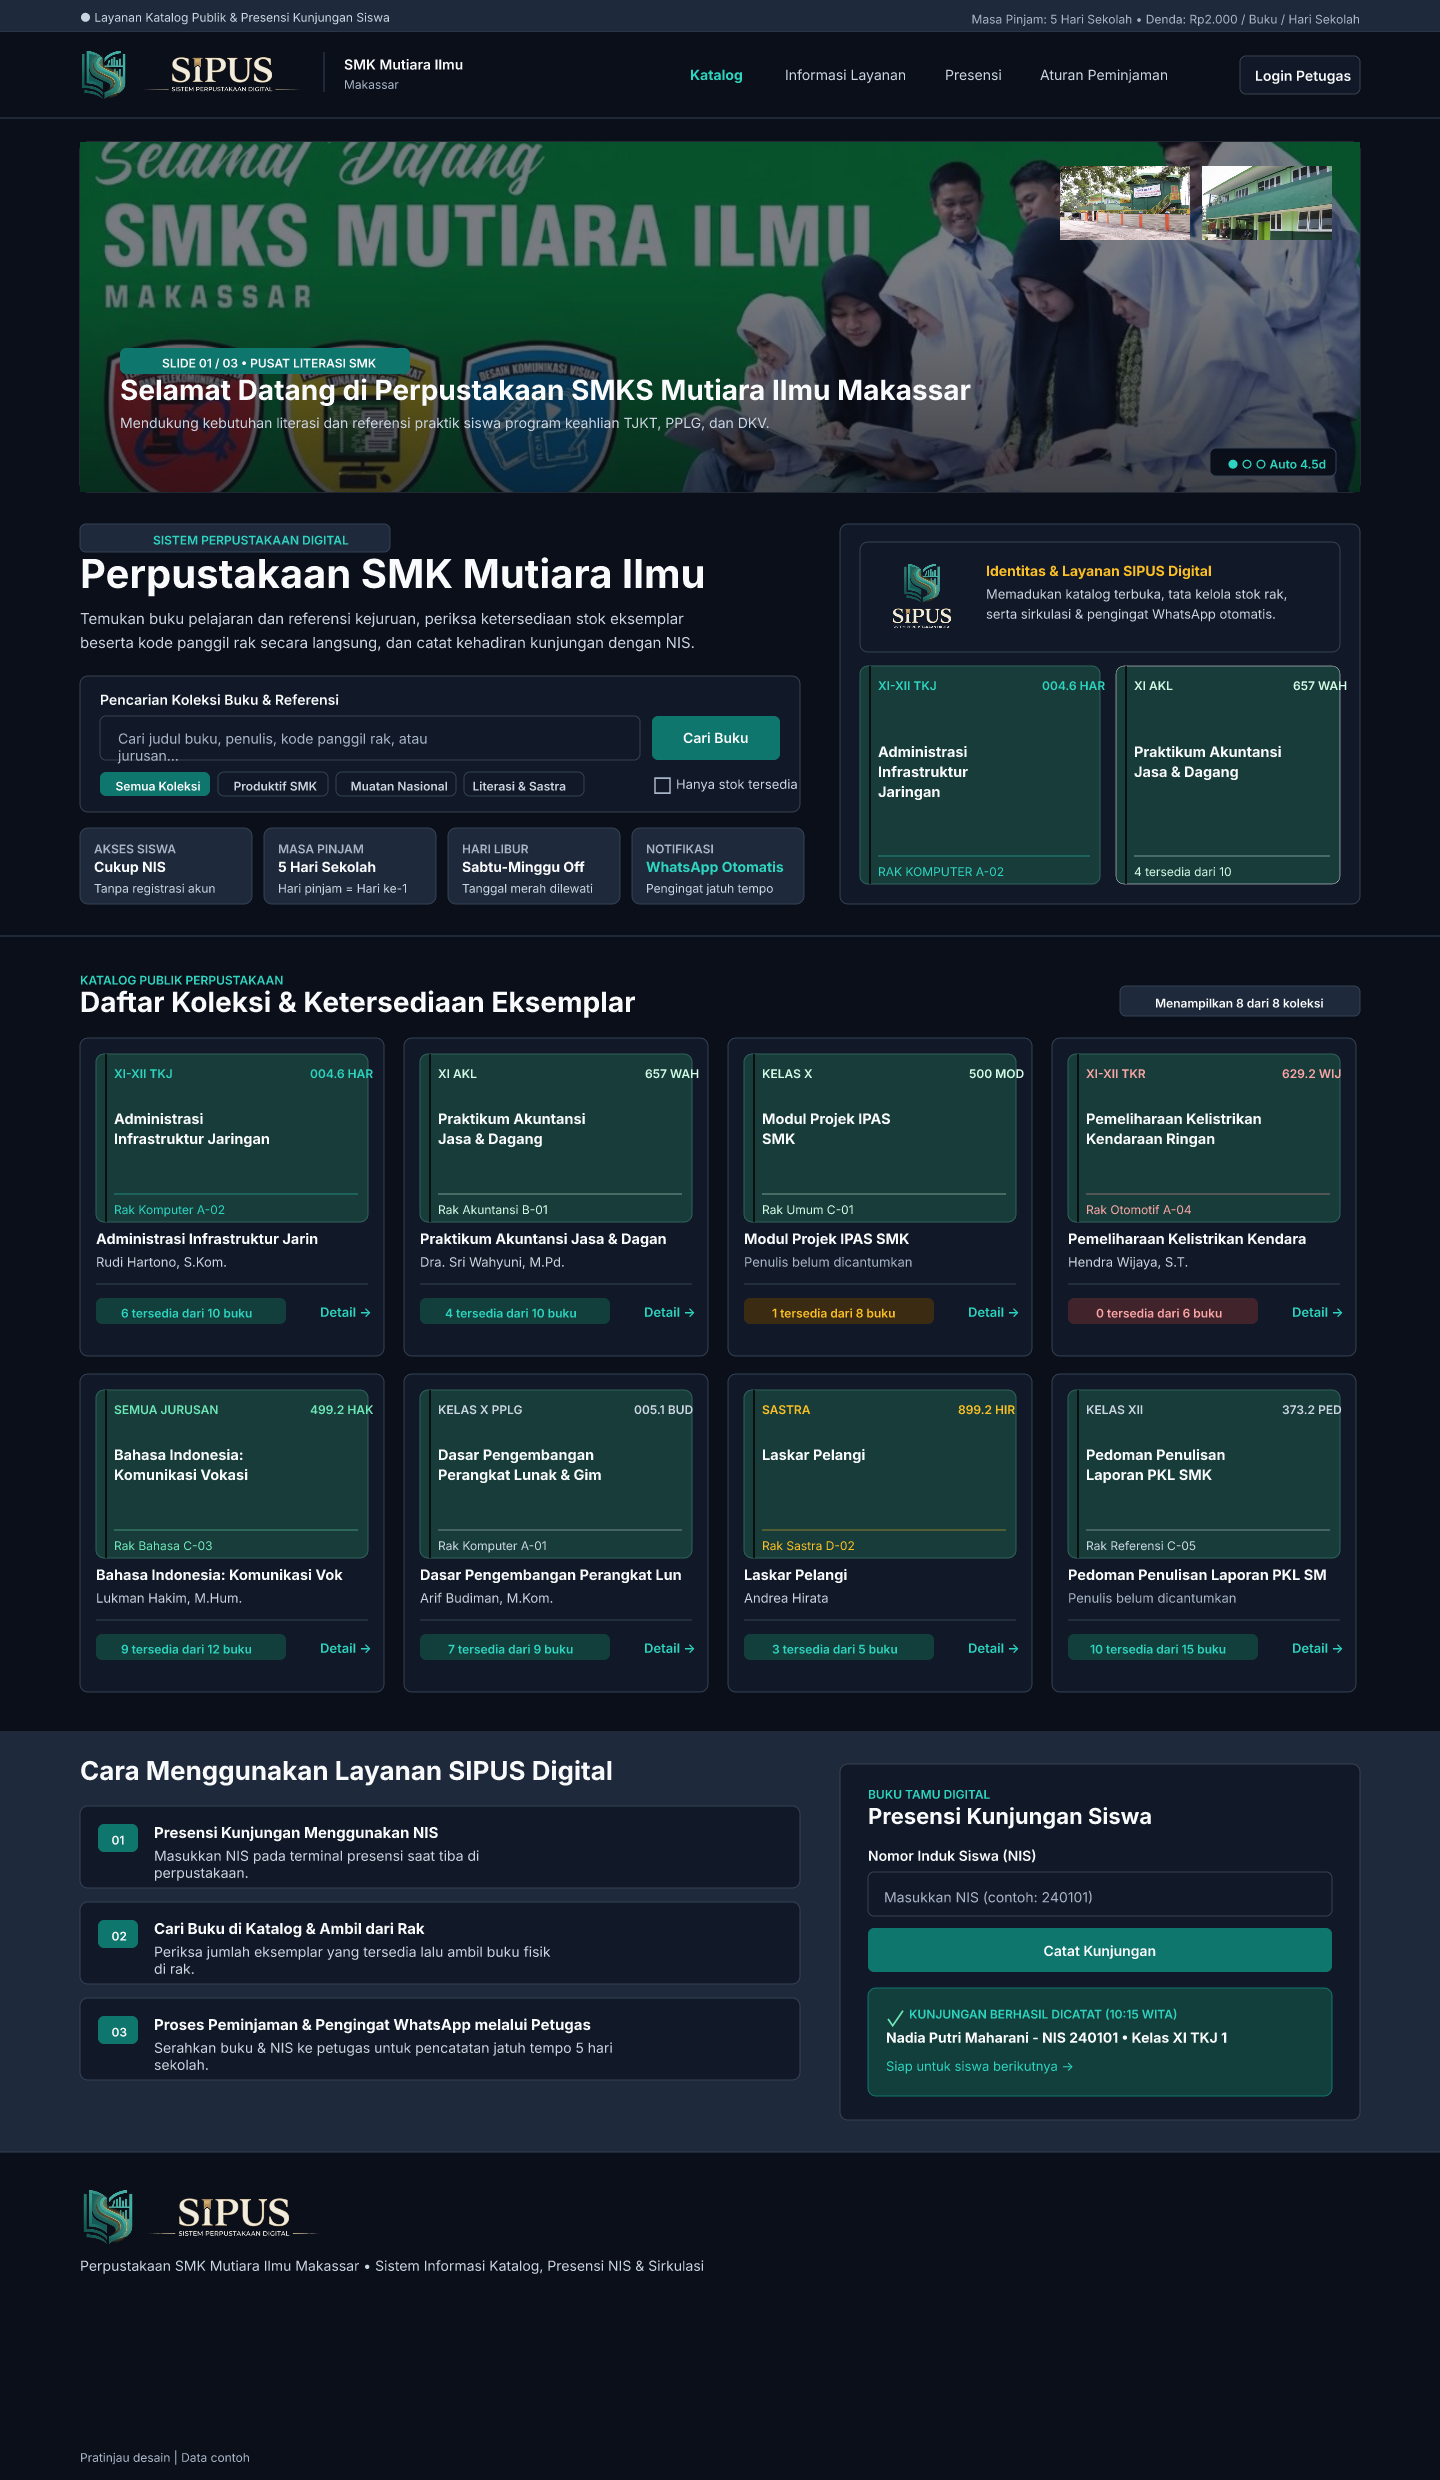 ● Layanan Katalog Publik & Presensi Kunjungan Siswa
Masa Pinjam: 5 Hari Sekolah • Denda: Rp2.000 / Buku / Hari Sekolah
SIPUS
SISTEM PERPUSTAKAAN DIGITAL
SMK Mutiara Ilmu
Makassar
Katalog
Informasi Layanan
Presensi
Aturan Peminjaman
Login Petugas
Selamat Datang
SMKS MUTIARA ILMU
MAKASSAR
DESAIN KOMUNIKASI VISUAL
SLIDE 01 / 03 • PUSAT LITERASI SMK
Selamat Datang di Perpustakaan SMKS Mutiara Ilmu Makassar
Mendukung kebutuhan literasi dan referensi praktik siswa program keahlian TJKT, PPLG, dan DKV.
● ○ ○ Auto 4.5d
SISTEM PERPUSTAKAAN DIGITAL
Perpustakaan SMK Mutiara Ilmu
Temukan buku pelajaran dan referensi kejuruan, periksa ketersediaan stok eksemplar
beserta kode panggil rak secara langsung, dan catat kehadiran kunjungan dengan NIS.
Pencarian Koleksi Buku & Referensi
Cari judul buku, penulis, kode panggil rak, atau
jurusan...
Cari Buku
Semua Koleksi
Produktif SMK
Muatan Nasional
Literasi & Sastra
Hanya stok tersedia
AKSES SISWA
Cukup NIS
Tanpa registrasi akun
MASA PINJAM
5 Hari Sekolah
Hari pinjam = Hari ke-1
HARI LIBUR
Sabtu-Minggu Off
Tanggal merah dilewati
NOTIFIKASI
WhatsApp Otomatis
Pengingat jatuh tempo
SIPUS
Identitas & Layanan SIPUS Digital
Memadukan katalog terbuka, tata kelola stok rak,
serta sirkulasi & pengingat WhatsApp otomatis.
XI-XII TKJ
004.6 HAR
Administrasi
Infrastruktur
Jaringan
RAK KOMPUTER A-02
XI AKL
657 WAH
Praktikum Akuntansi
Jasa & Dagang
4 tersedia dari 10
KATALOG PUBLIK PERPUSTAKAAN
Daftar Koleksi & Ketersediaan Eksemplar
Menampilkan 8 dari 8 koleksi
XI-XII TKJ
004.6 HAR
Administrasi
Infrastruktur Jaringan
Rak Komputer A-02
Administrasi Infrastruktur Jarin
Rudi Hartono, S.Kom.
6 tersedia dari 10 buku
Detail →
XI AKL
657 WAH
Praktikum Akuntansi
Jasa & Dagang
Rak Akuntansi B-01
Praktikum Akuntansi Jasa & Dagan
Dra. Sri Wahyuni, M.Pd.
4 tersedia dari 10 buku
Detail →
KELAS X
500 MOD
Modul Projek IPAS
SMK
Rak Umum C-01
Modul Projek IPAS SMK
Penulis belum dicantumkan
1 tersedia dari 8 buku
Detail →
XI-XII TKR
629.2 WIJ
Pemeliharaan Kelistrikan
Kendaraan Ringan
Rak Otomotif A-04
Pemeliharaan Kelistrikan Kendara
Hendra Wijaya, S.T.
0 tersedia dari 6 buku
Detail →
SEMUA JURUSAN
499.2 HAK
Bahasa Indonesia:
Komunikasi Vokasi
Rak Bahasa C-03
Bahasa Indonesia: Komunikasi Vok
Lukman Hakim, M.Hum.
9 tersedia dari 12 buku
Detail →
KELAS X PPLG
005.1 BUD
Dasar Pengembangan
Perangkat Lunak & Gim
Rak Komputer A-01
Dasar Pengembangan Perangkat Lun
Arif Budiman, M.Kom.
7 tersedia dari 9 buku
Detail →
SASTRA
899.2 HIR
Laskar Pelangi
Rak Sastra D-02
Laskar Pelangi
Andrea Hirata
3 tersedia dari 5 buku
Detail →
KELAS XII
373.2 PED
Pedoman Penulisan
Laporan PKL SMK
Rak Referensi C-05
Pedoman Penulisan Laporan PKL SM
Penulis belum dicantumkan
10 tersedia dari 15 buku
Detail →
Cara Menggunakan Layanan SIPUS Digital
01
Presensi Kunjungan Menggunakan NIS
Masukkan NIS pada terminal presensi saat tiba di
perpustakaan.
02
Cari Buku di Katalog & Ambil dari Rak
Periksa jumlah eksemplar yang tersedia lalu ambil buku fisik
di rak.
03
Proses Peminjaman & Pengingat WhatsApp melalui Petugas
Serahkan buku & NIS ke petugas untuk pencatatan jatuh tempo 5 hari
sekolah.
BUKU TAMU DIGITAL
Presensi Kunjungan Siswa
Nomor Induk Siswa (NIS)
Masukkan NIS (contoh: 240101)
Catat Kunjungan
✓ KUNJUNGAN BERHASIL DICATAT (10:15 WITA)
Nadia Putri Maharani - NIS 240101 • Kelas XI TKJ 1
Siap untuk siswa berikutnya →
SIPUS
SISTEM PERPUSTAKAAN DIGITAL
Perpustakaan SMK Mutiara Ilmu Makassar • Sistem Informasi Katalog, Presensi NIS & Sirkulasi
Pratinjau desain | Data contoh